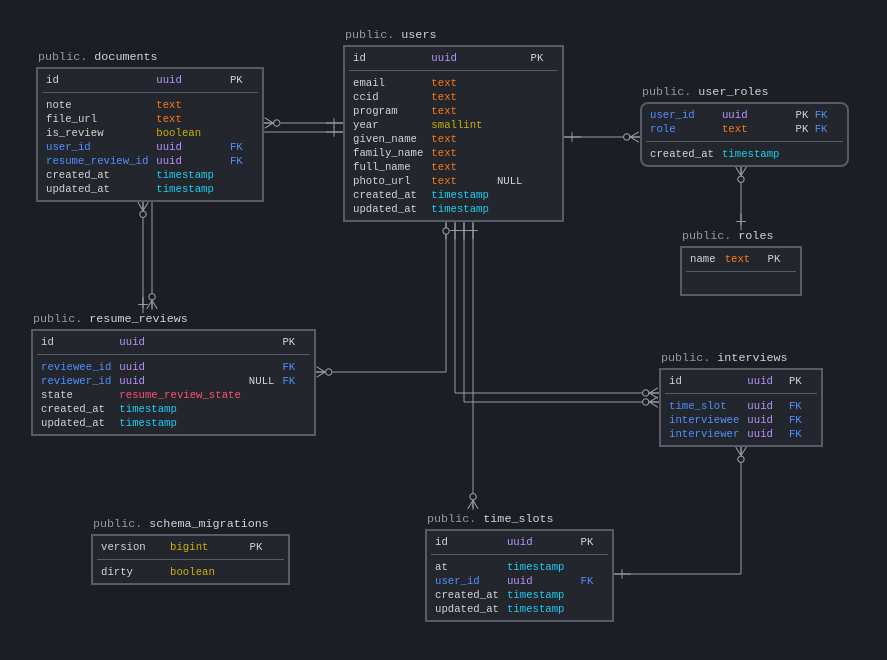 public. users
id uuid PK
email text
ccid text
program text
year smallint
given_name text
family_name text
full_name text
photo_url text NULL
created_at timestamp
updated_at timestamp
public. documents
id uuid PK
note text
file_url text
is_review boolean
user_id uuid FK
resume_review_id uuid FK
created_at timestamp
updated_at timestamp
public. user_roles
user_id uuid PK FK
role text PK FK
created_at timestamp
public. roles
name text PK
public. resume_reviews
id uuid PK
reviewee_id uuid FK
reviewer_id uuid NULL FK
state resume_review_state
created_at timestamp
updated_at timestamp
public. interviews
id uuid PK
time_slot uuid FK
interviewee uuid FK
interviewer uuid FK
public. schema_migrations
version bigint PK
dirty boolean
public. time_slots
id uuid PK
at timestamp
user_id uuid FK
created_at timestamp
updated_at timestamp